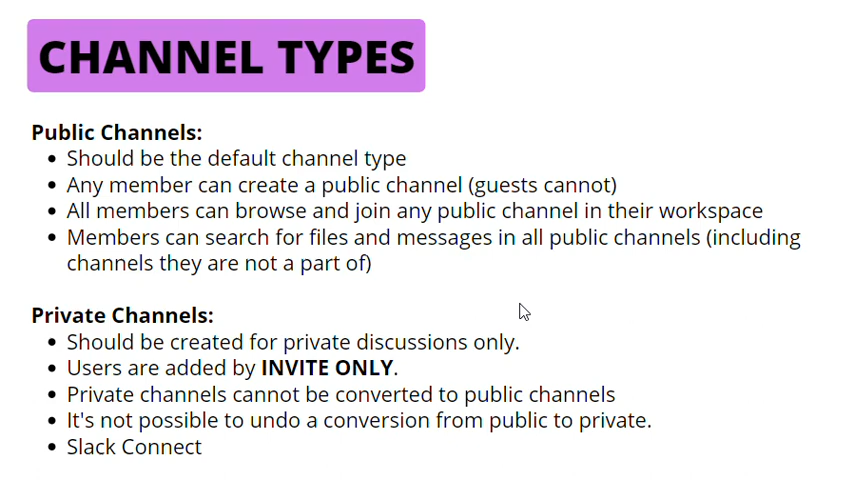 CHANNEL TYPES
Public Channels:
• Should be the default channel type
• Any member can create a public channel (guests cannot)
• All members can browse and join any public channel in their workspace
• Members can search for files and messages in all public channels (including
channels they are not a part of)
Private Channels:
• Should be created for private discussions only.
• Users are added by INVITE ONLY.
• Private channels cannot be converted to public channels
• It's not possible to undo a conversion from public to private.
• Slack Connect